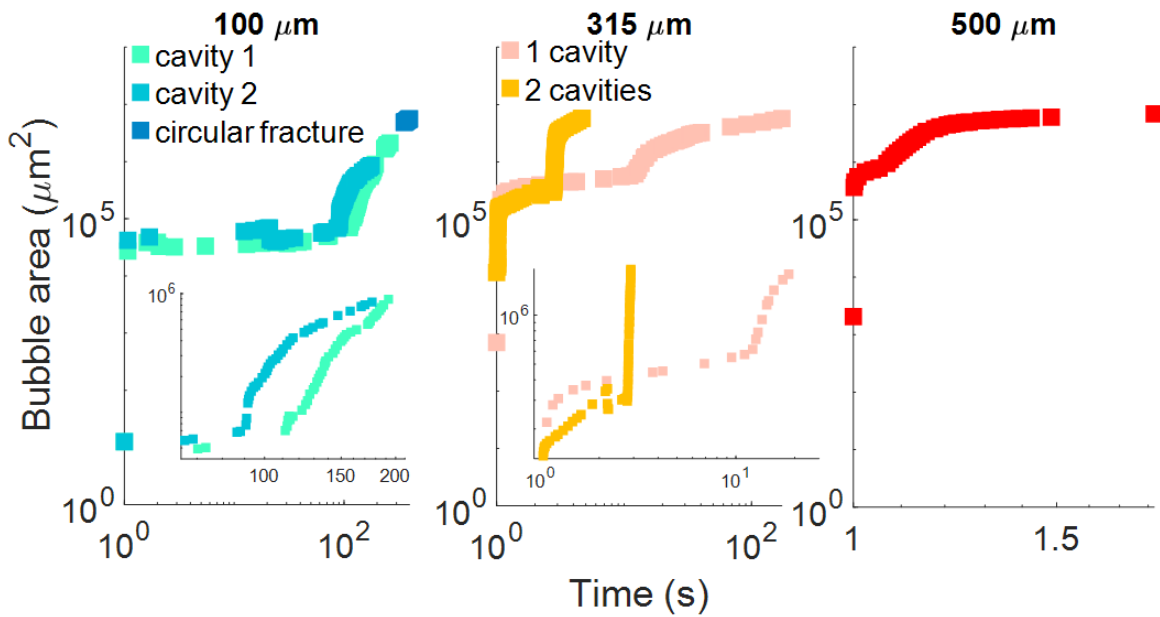 100 μm
315 μm
500 μm
cavity 1
cavity 2
circular fracture
1 cavity
2 cavities
Bubble area (μm²)
10⁵
10⁰
10⁰
10²
10⁶
100
150
200
10⁵
10⁰
10⁰
10²
10⁶
10⁰
10¹
10⁵
10⁰
1
1.5
Time (s)